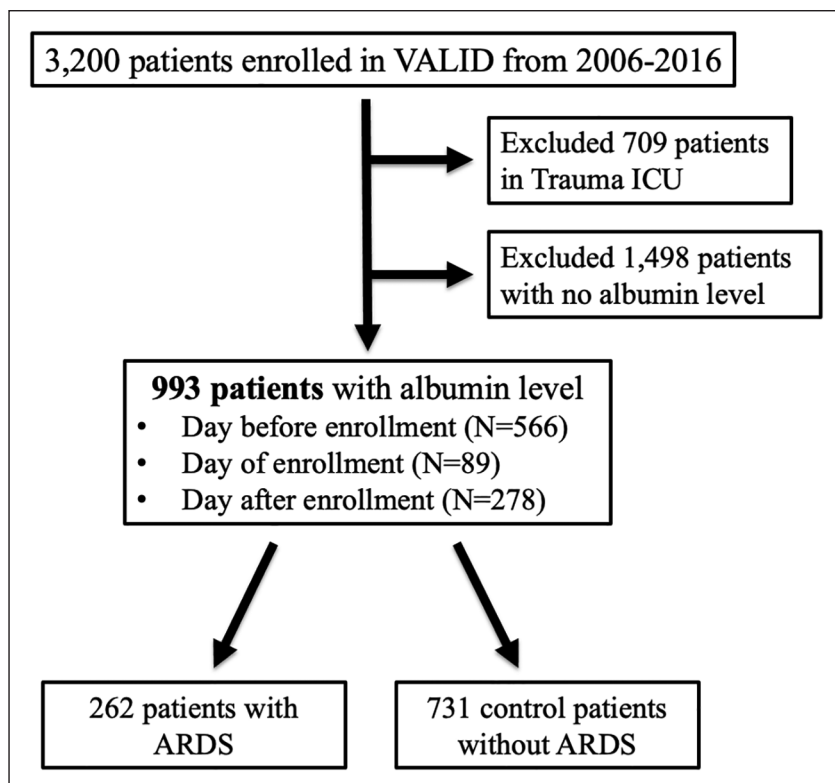 3,200 patients enrolled in VALID from 2006-2016
Excluded 709 patients
in Trauma ICU
Excluded 1,498 patients
with no albumin level
993 patients with albumin level
• Day before enrollment (N=566)
• Day of enrollment (N=89)
• Day after enrollment (N=278)
262 patients with
ARDS
731 control patients
without ARDS